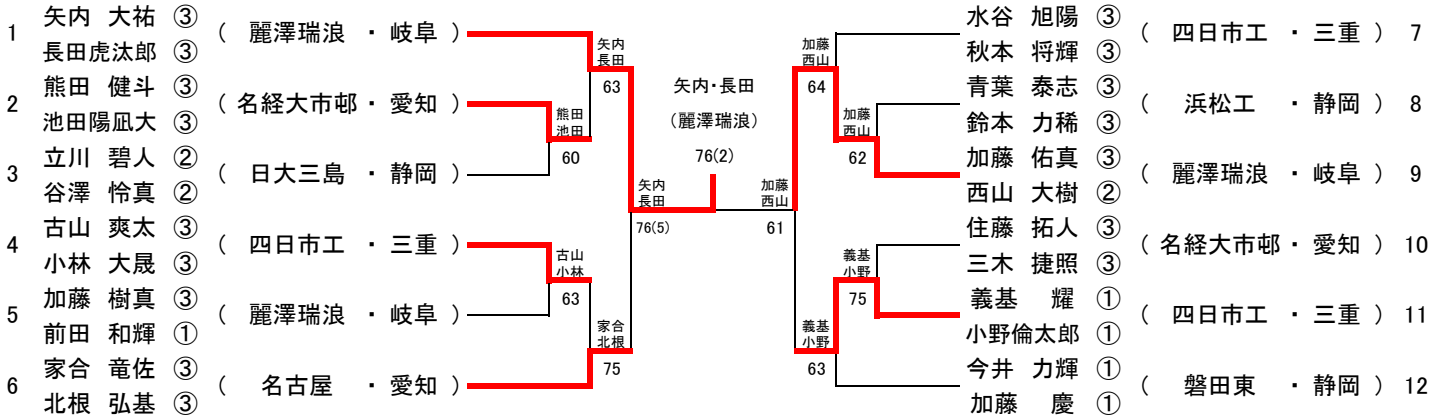 1 矢内 大祐 ③ ( 麗澤瑞浪 ・ 岐阜 )
長田虎汰郎 ③
2 熊田 健斗 ③ ( 名経大市邨 ・ 愛知 )
池田陽凪大 ③
3 立川 碧人 ② ( 日大三島 ・ 静岡 )
谷澤 怜真 ②
4 古山 爽太 ③ ( 四日市工 ・ 三重 )
小林 大晟 ③
5 加藤 樹真 ③ ( 麗澤瑞浪 ・ 岐阜 )
前田 和輝 ①
6 家合 竜佐 ③ ( 名古屋 ・ 愛知 )
北根 弘基 ③
矢内
長田
63
熊田
池田
60
古山
小林
63
家合
北根
75
矢内
長田
76(5)
矢内・長田
(麗澤瑞浪)
76(2)
加藤
西山
61
加藤
西山
64
加藤
西山
62
義基
小野
75
義基
小野
63
水谷 旭陽 ③ ( 四日市工 ・ 三重 ) 7
秋本 将輝 ③
青葉 泰志 ③ ( 浜松工 ・ 静岡 ) 8
鈴本 力稀 ③
加藤 佑真 ③ ( 麗澤瑞浪 ・ 岐阜 ) 9
西山 大樹 ②
住藤 拓人 ③ ( 名経大市邨 ・ 愛知 ) 10
三木 捷照 ③
義基 耀 ① ( 四日市工 ・ 三重 ) 11
小野倫太郎 ①
今井 力輝 ① ( 磐田東 ・ 静岡 ) 12
加藤 慶 ①